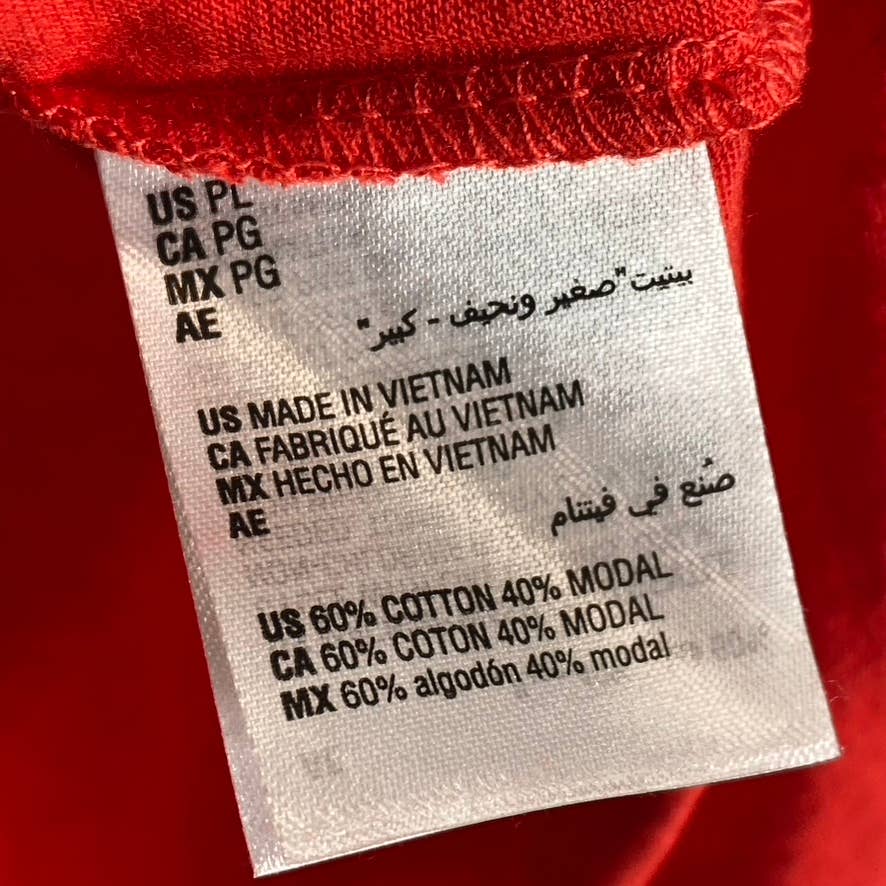 US PL
CA PG
MX PG
AE بيتيت"صغير ونحيف - كبير"
US MADE IN VIETNAM
CA FABRIQUÉ AU VIETNAM
MX HECHO EN VIETNAM
AE صُنع في فيتنام
US 60% COTTON 40% MODAL
CA 60% COTON 40% MODAL
MX 60% algodón 40% modal